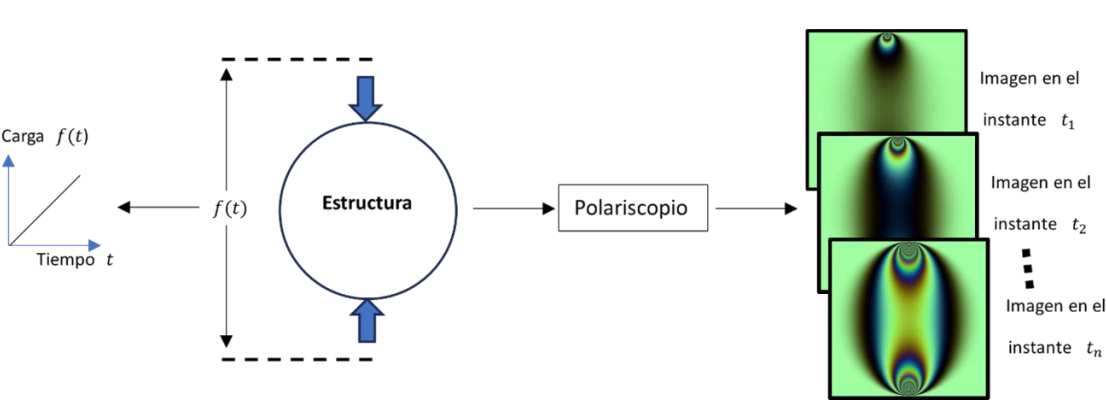 Carga f(t)
Tiempo t
f(t)
Estructura
Polariscopio
Imagen en el
instante t₁
Imagen en el
instante t₂
Imagen en el
instante tₙ